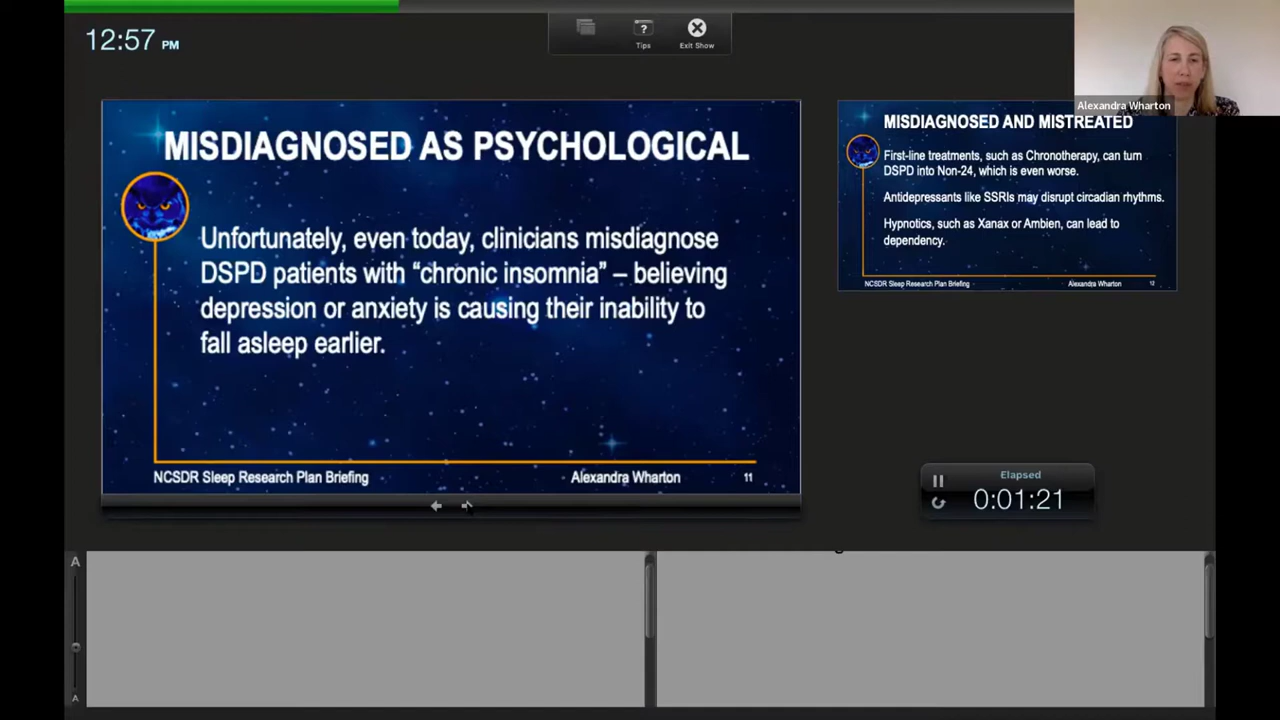 12:57 PM
?
Tips
Exit Show
Alexandra Wharton
MISDIAGNOSED AS PSYCHOLOGICAL
Unfortunately, even today, clinicians misdiagnose
DSPD patients with “chronic insomnia” – believing
depression or anxiety is causing their inability to
fall asleep earlier.
NCSDR Sleep Research Plan Briefing
Alexandra Wharton
11
MISDIAGNOSED AND MISTREATED
First-line treatments, such as Chronotherapy, can turn
DSPD into Non-24, which is even worse.
Antidepressants like SSRIs may disrupt circadian rhythms.
Hypnotics, such as Xanax or Ambien, can lead to
dependency.
NCSDR Sleep Research Plan Briefing
Alexandra Wharton
12
Elapsed
0:01:21
A
A